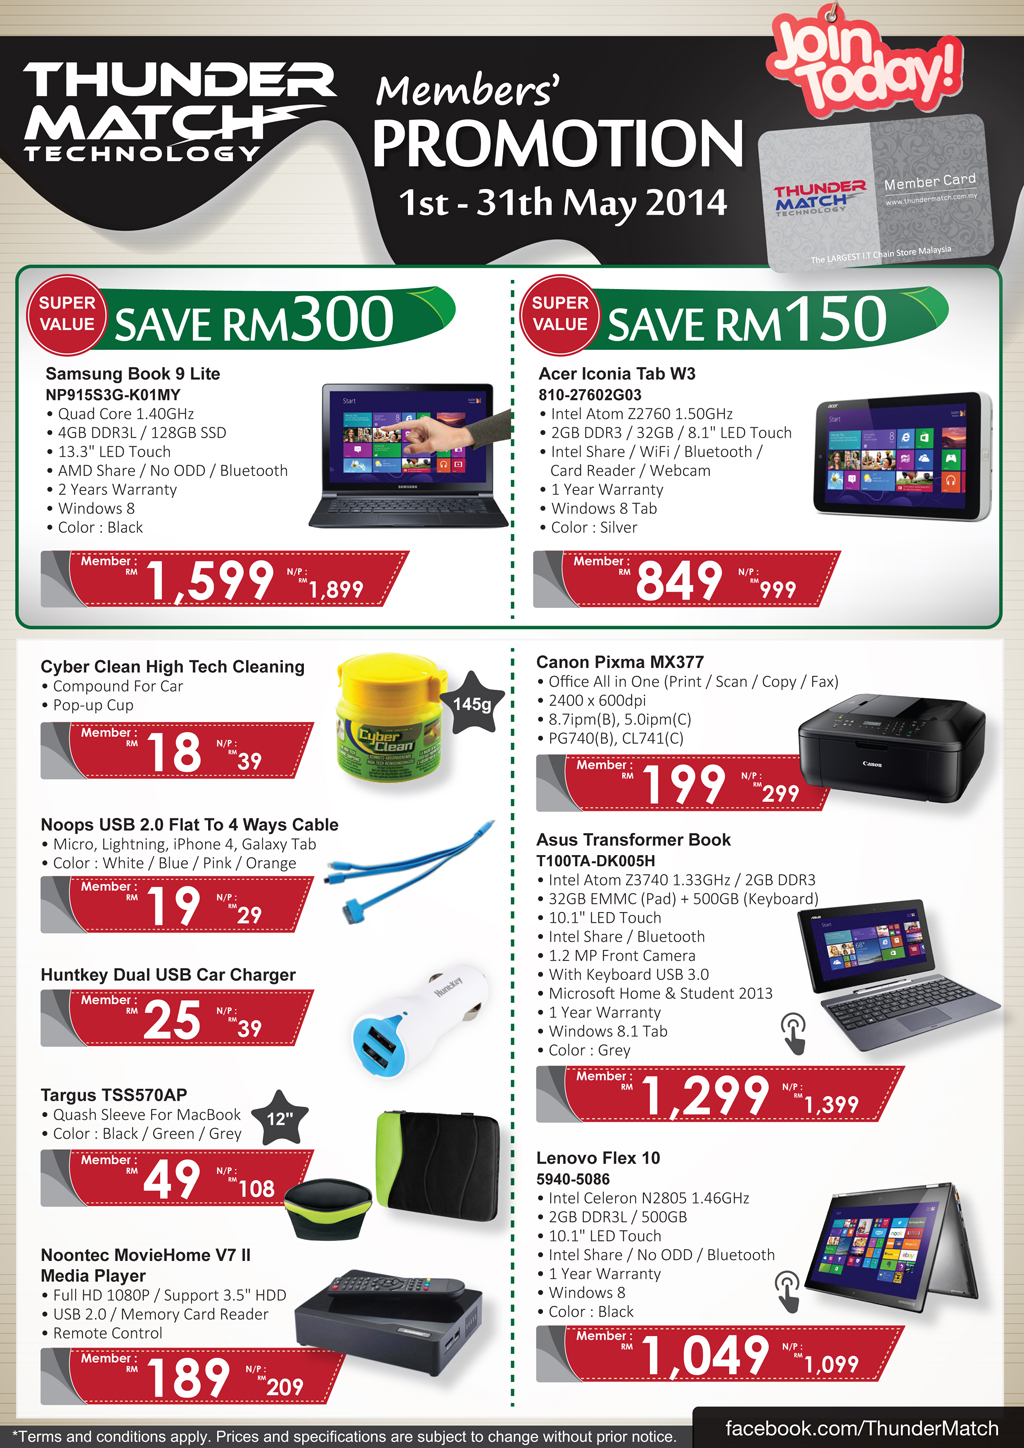 THUNDER
MATCH
TECHNOLOGY
Members'
PROMOTION
1st - 31th May 2014
Join
Today!
THUNDER
MATCH
TECHNOLOGY
Member Card
www.thundermatch.com.my
The LARGEST I.T Chain Store Malaysia
SUPER
VALUE
SAVE RM300
Samsung Book 9 Lite
NP915S3G-K01MY
• Quad Core 1.40GHz
• 4GB DDR3L / 128GB SSD
• 13.3" LED Touch
• AMD Share / No ODD / Bluetooth
• 2 Years Warranty
• Windows 8
• Color : Black
Start
SAMSUNG
Member :
RM 1,599 N/P : RM 1,899
SUPER
VALUE
SAVE RM150
Acer Iconia Tab W3
810-27602G03
• Intel Atom Z2760 1.50GHz
• 2GB DDR3 / 32GB / 8.1" LED Touch
• Intel Share / WiFi / Bluetooth /
Card Reader / Webcam
• 1 Year Warranty
• Windows 8 Tab
• Color : Silver
acer
Start
Member :
RM 849 N/P : RM 999
Cyber Clean High Tech Cleaning
• Compound For Car
• Pop-up Cup
145g
Cyber
Clean
Member :
RM 18 N/P : RM 39
Noops USB 2.0 Flat To 4 Ways Cable
• Micro, Lightning, iPhone 4, Galaxy Tab
• Color : White / Blue / Pink / Orange
Member :
RM 19 N/P : RM 29
Huntkey Dual USB Car Charger
Huntkey
Member :
RM 25 N/P : RM 39
Targus TSS570AP
• Quash Sleeve For MacBook
• Color : Black / Green / Grey
12"
Member :
RM 49 N/P : RM 108
Noontec MovieHome V7 II
Media Player
• Full HD 1080P / Support 3.5" HDD
• USB 2.0 / Memory Card Reader
• Remote Control
Member :
RM 189 N/P : RM 209
Canon Pixma MX377
• Office All in One (Print / Scan / Copy / Fax)
• 2400 x 600dpi
• 8.7ipm(B), 5.0ipm(C)
• PG740(B), CL741(C)
Canon
Member :
RM 199 N/P : RM 299
Asus Transformer Book
T100TA-DK005H
• Intel Atom Z3740 1.33GHz / 2GB DDR3
• 32GB EMMC (Pad) + 500GB (Keyboard)
• 10.1" LED Touch
• Intel Share / Bluetooth
• 1.2 MP Front Camera
• With Keyboard USB 3.0
• Microsoft Home & Student 2013
• 1 Year Warranty
• Windows 8.1 Tab
• Color : Grey
Start
Member :
RM 1,299 N/P : RM 1,399
Lenovo Flex 10
5940-5086
• Intel Celeron N2805 1.46GHz
• 2GB DDR3L / 500GB
• 10.1" LED Touch
• Intel Share / No ODD / Bluetooth
• 1 Year Warranty
• Windows 8
• Color : Black
Start
Member :
RM 1,049 N/P : RM 1,099
*Terms and conditions apply. Prices and specifications are subject to change without prior notice.
facebook.com/ThunderMatch